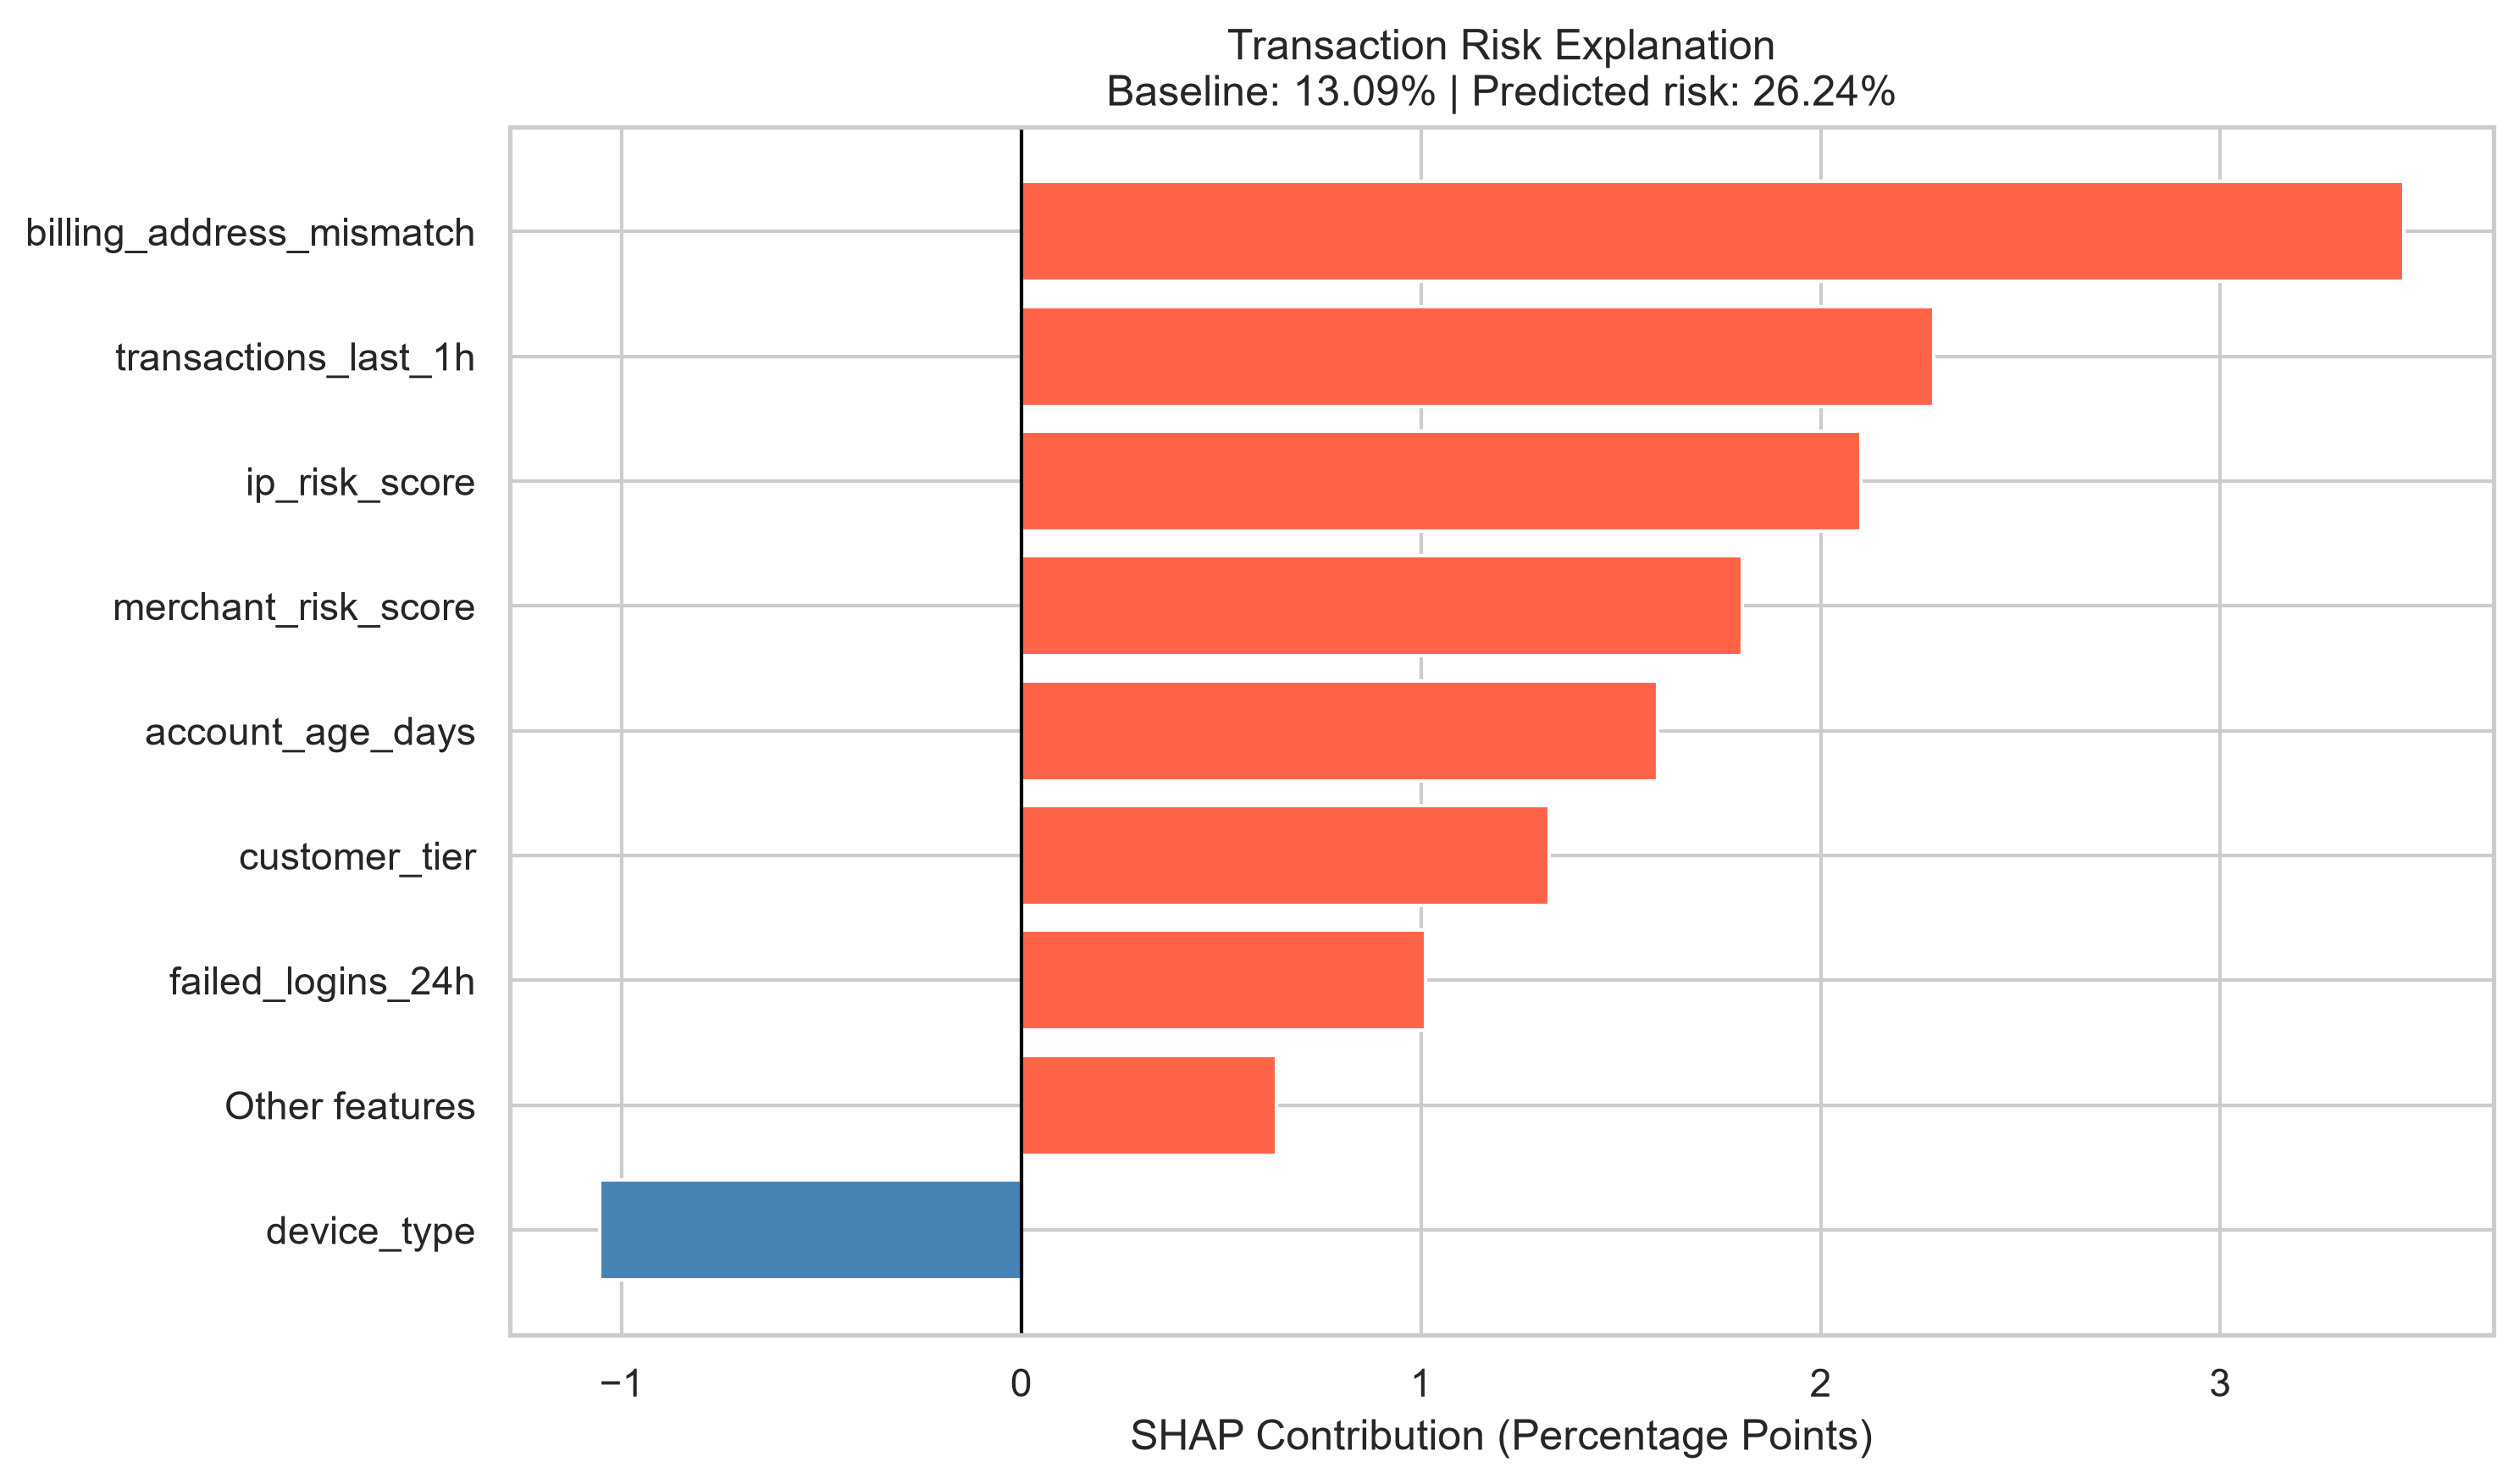 Transaction Risk Explanation
Baseline: 13.09% | Predicted risk: 26.24%
billing_address_mismatch
transactions_last_1h
ip_risk_score
merchant_risk_score
account_age_days
customer_tier
failed_logins_24h
Other features
device_type
−1 0 1 2 3
SHAP Contribution (Percentage Points)